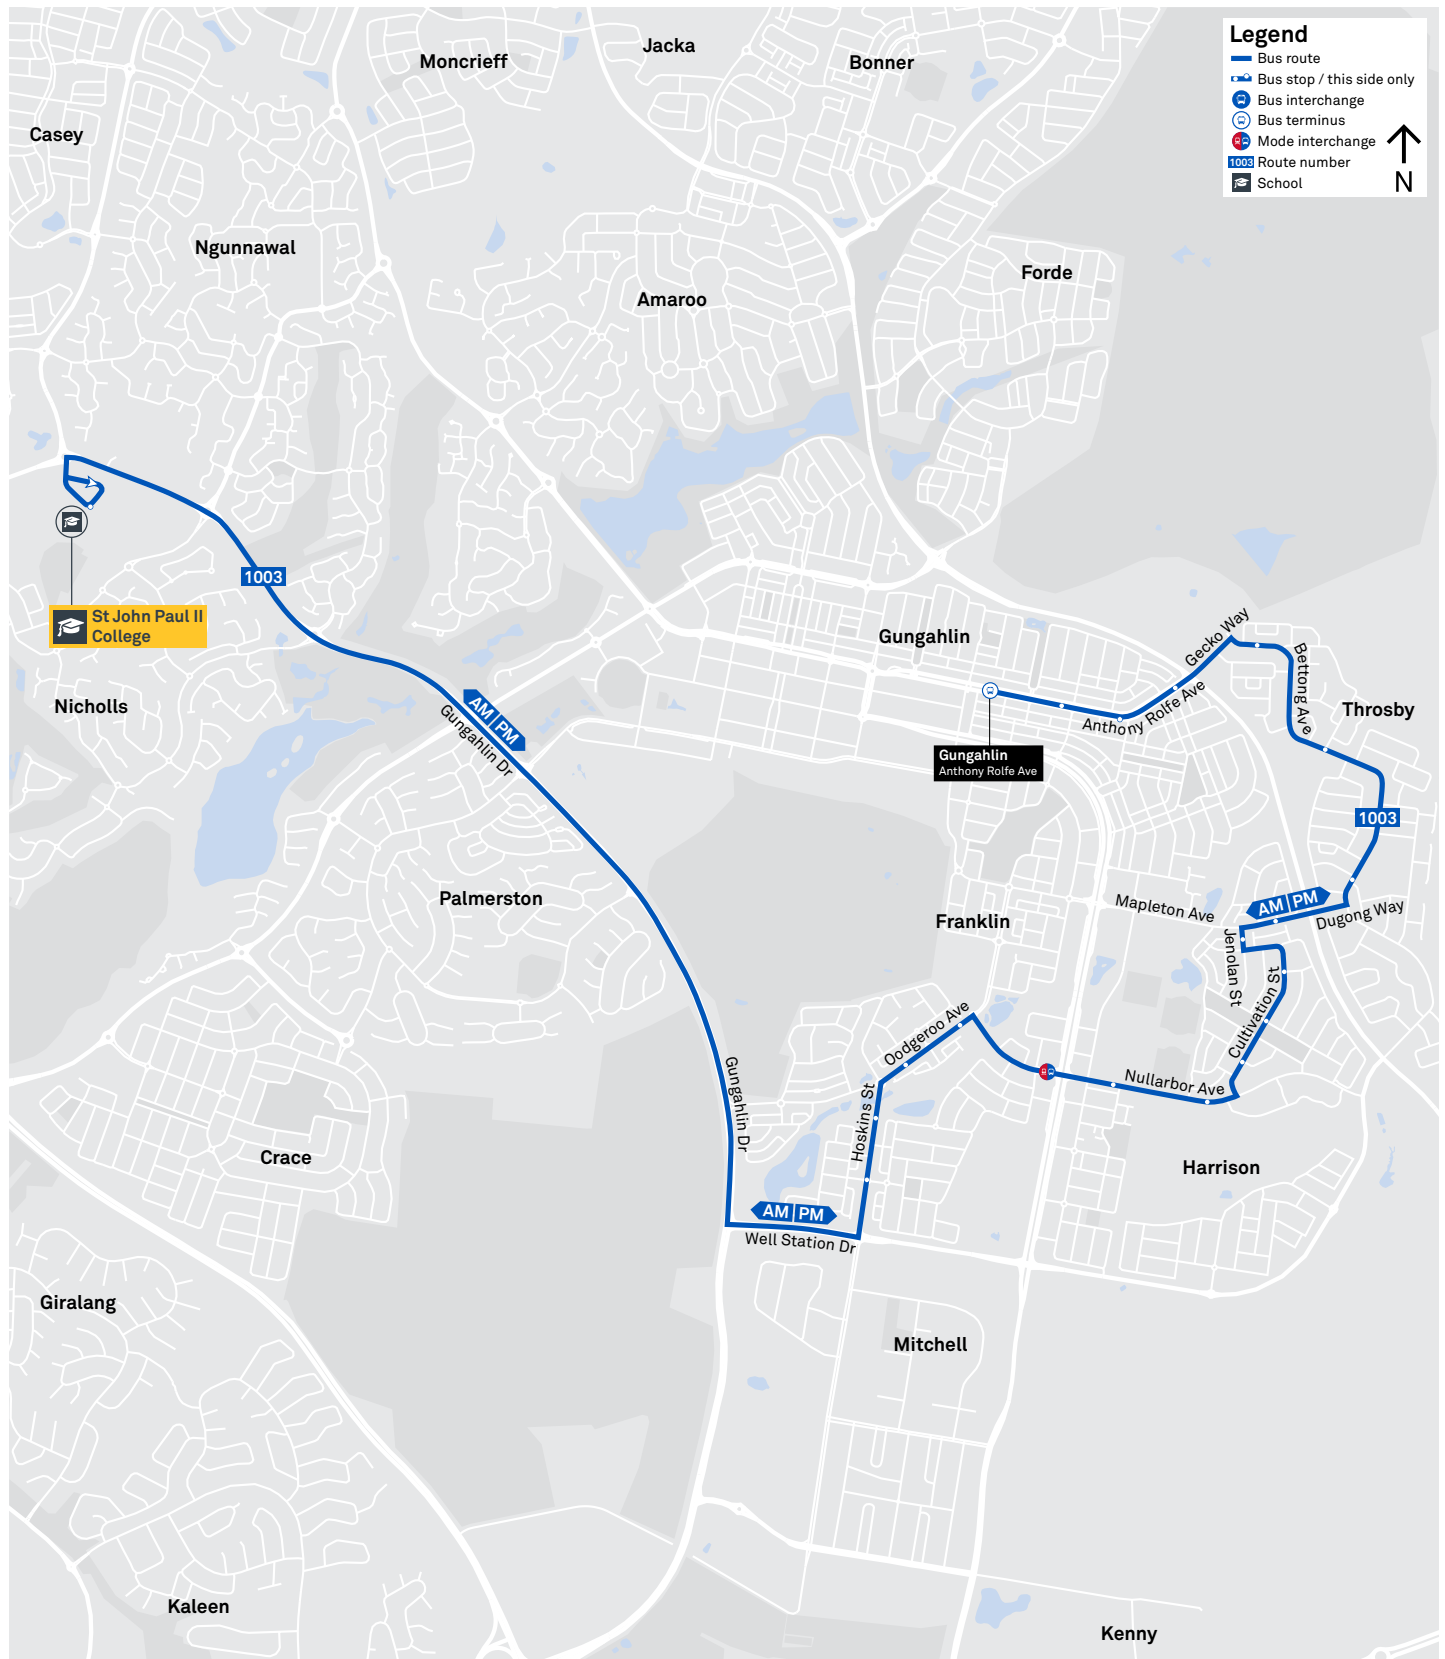 Legend
Bus route
Bus stop / this side only
Bus interchange
Bus terminus
Mode interchange
1003 Route number
School
N
Jacka
Moncrieff
Bonner
Casey
Ngunnawal
Forde
Amaroo
1003
St John Paul II
College
Gungahlin
Gecko Way
Bettong Ave
Nicholls
Throsby
AM PM
Gungahlin Dr
Anthony Rolfe Ave
Gungahlin
Anthony Rolfe Ave
1003
Palmerston
AM PM
Mapleton Ave
Dugong Way
Franklin
Jenolan St
Cultivation St
Oodgeroo Ave
Nullarbor Ave
Gungahlin Dr
Hoskins St
Crace
Harrison
AM PM
Well Station Dr
Giralang
Mitchell
Kaleen
Kenny